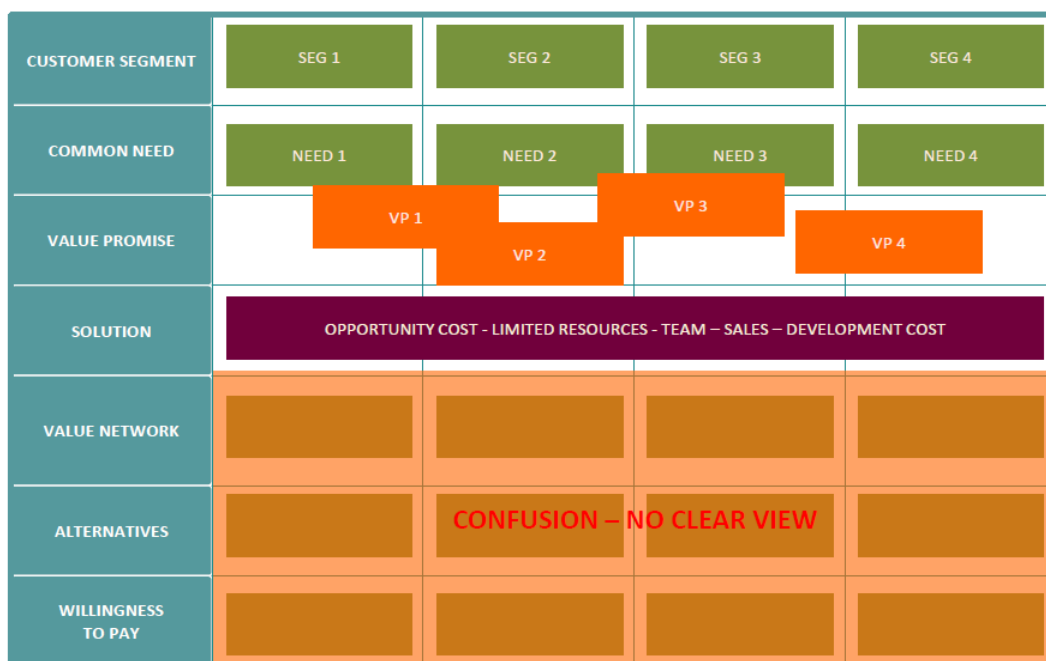 CUSTOMER SEGMENT
SEG 1
SEG 2
SEG 3
SEG 4
COMMON NEED
NEED 1
NEED 2
NEED 3
NEED 4
VALUE PROMISE
VP 1
VP 2
VP 3
VP 4
SOLUTION
OPPORTUNITY COST - LIMITED RESOURCES - TEAM – SALES – DEVELOPMENT COST
VALUE NETWORK
ALTERNATIVES
CONFUSION – NO CLEAR VIEW
WILLINGNESS
TO PAY